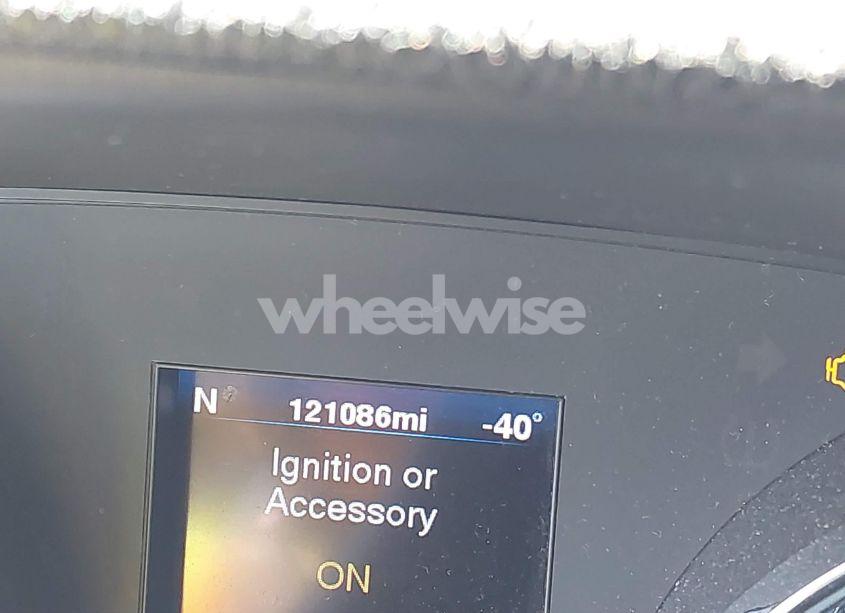 wheelwise
N 121086mi -40°
Ignition or
Accessory
ON